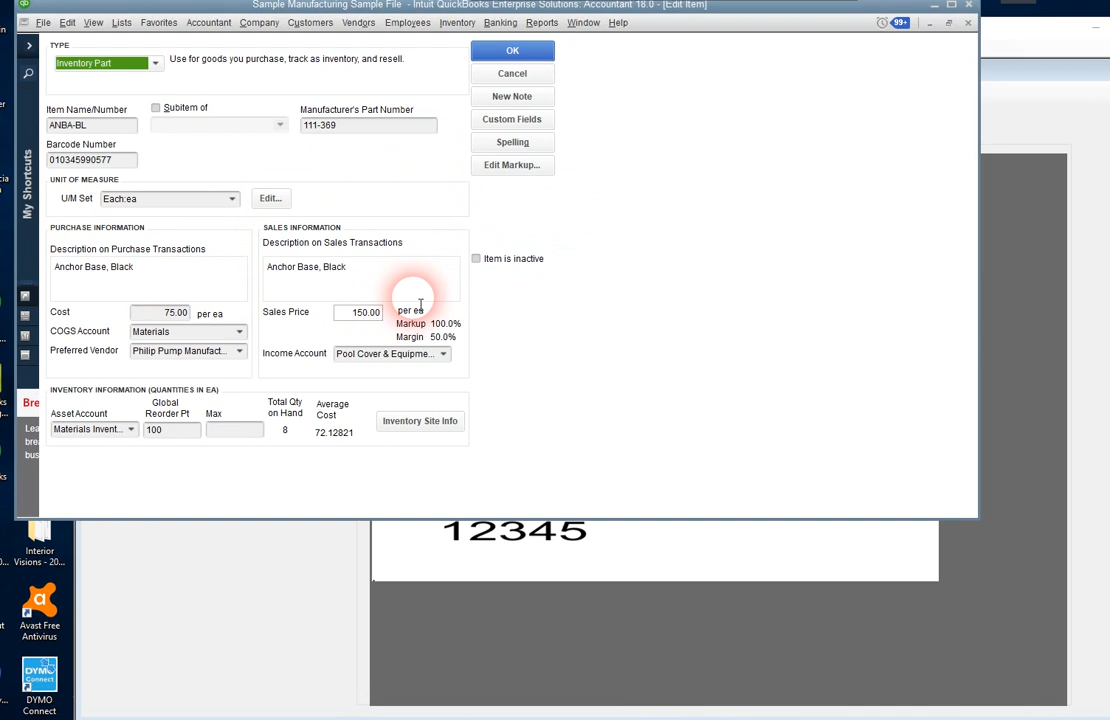 Sample Manufacturing Sample File - Intuit QuickBooks Enterprise Solutions: Accountant 18.0 - [Edit Item]
File Edit View Lists Favorites Accountant Company Customers Vendors Employees Inventory Banking Reports Window Help
99+
TYPE
Inventory Part
Use for goods you purchase, track as inventory, and resell.
OK
Cancel
New Note
Custom Fields
Spelling
Edit Markup...
Item Name/Number
Subitem of
Manufacturer's Part Number
ANBA-BL
111-369
Barcode Number
010345990577
UNIT OF MEASURE
U/M Set
Each:ea
Edit...
My Shortcuts
PURCHASE INFORMATION
Description on Purchase Transactions
Anchor Base, Black
Cost
75.00
per ea
COGS Account
Materials
Preferred Vendor
Philip Pump Manufact...
SALES INFORMATION
Description on Sales Transactions
Anchor Base, Black
Sales Price
150.00
per ea
Markup 100.0%
Margin 50.0%
Income Account
Pool Cover & Equipme...
Item is inactive
INVENTORY INFORMATION (QUANTITIES IN EA)
Asset Account
Global Reorder Pt
Max
Total Qty on Hand
Average Cost
Materials Invent...
100
8
72.12821
Inventory Site Info
Bre
Lea
brea
bus
12345
Interior
Visions - 20...
Avast Free
Antivirus
DYMO
Connect
DYMO
Connect